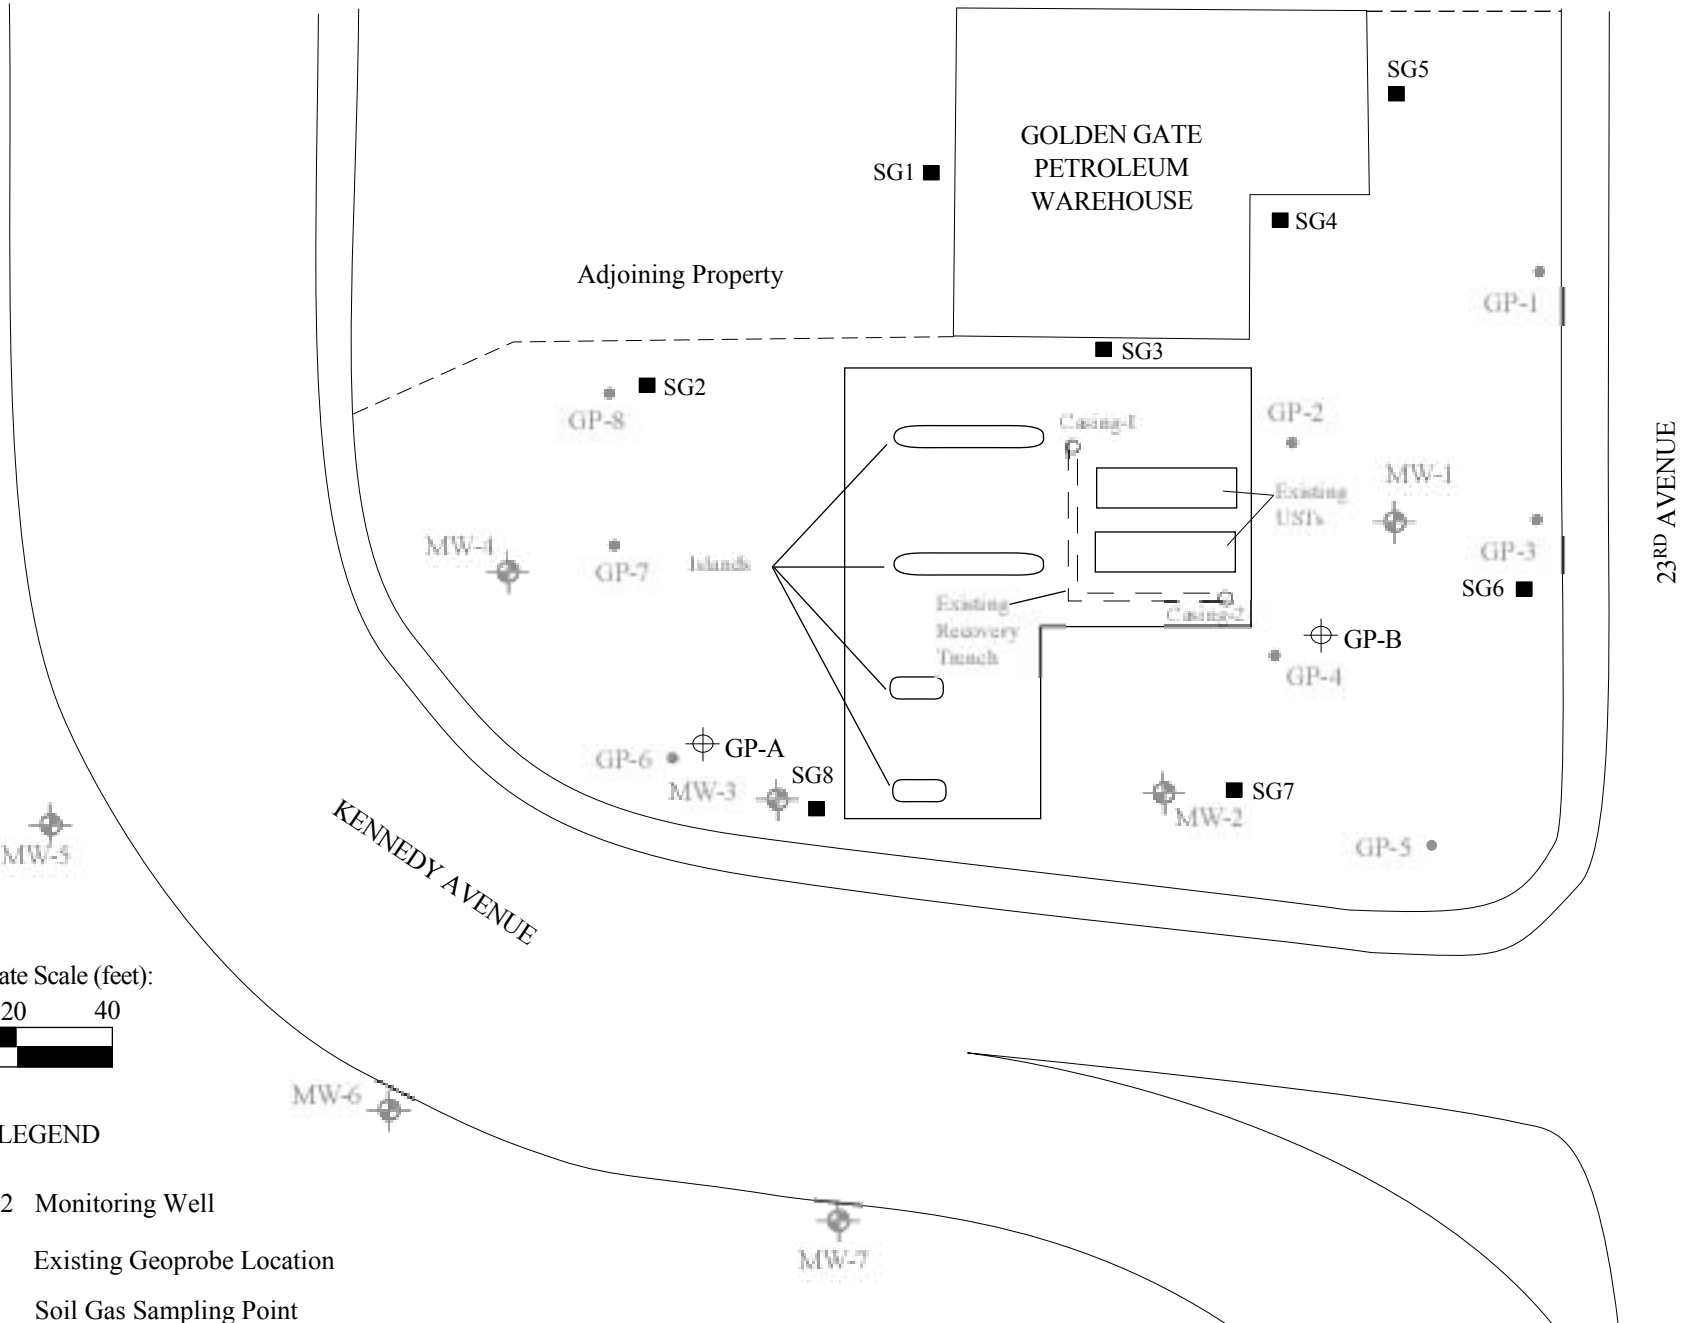 SG5
GOLDEN GATE
PETROLEUM
WAREHOUSE
SG1
SG4
Adjoining Property
GP-1
SG3
SG2
GP-8
Casing-1
GP-2
MW-1
Existing
USTs
23RD AVENUE
MW-4
GP-7
Islands
GP-3
SG6
Existing
Recovery
Trench
Casing-2
GP-B
GP-4
GP-A
GP-6
SG8
MW-3
SG7
MW-2
MW-5
GP-5
KENNEDY AVENUE
ate Scale (feet):
20 40
MW-6
LEGEND
2 Monitoring Well
MW-7
Existing Geoprobe Location
Soil Gas Sampling Point